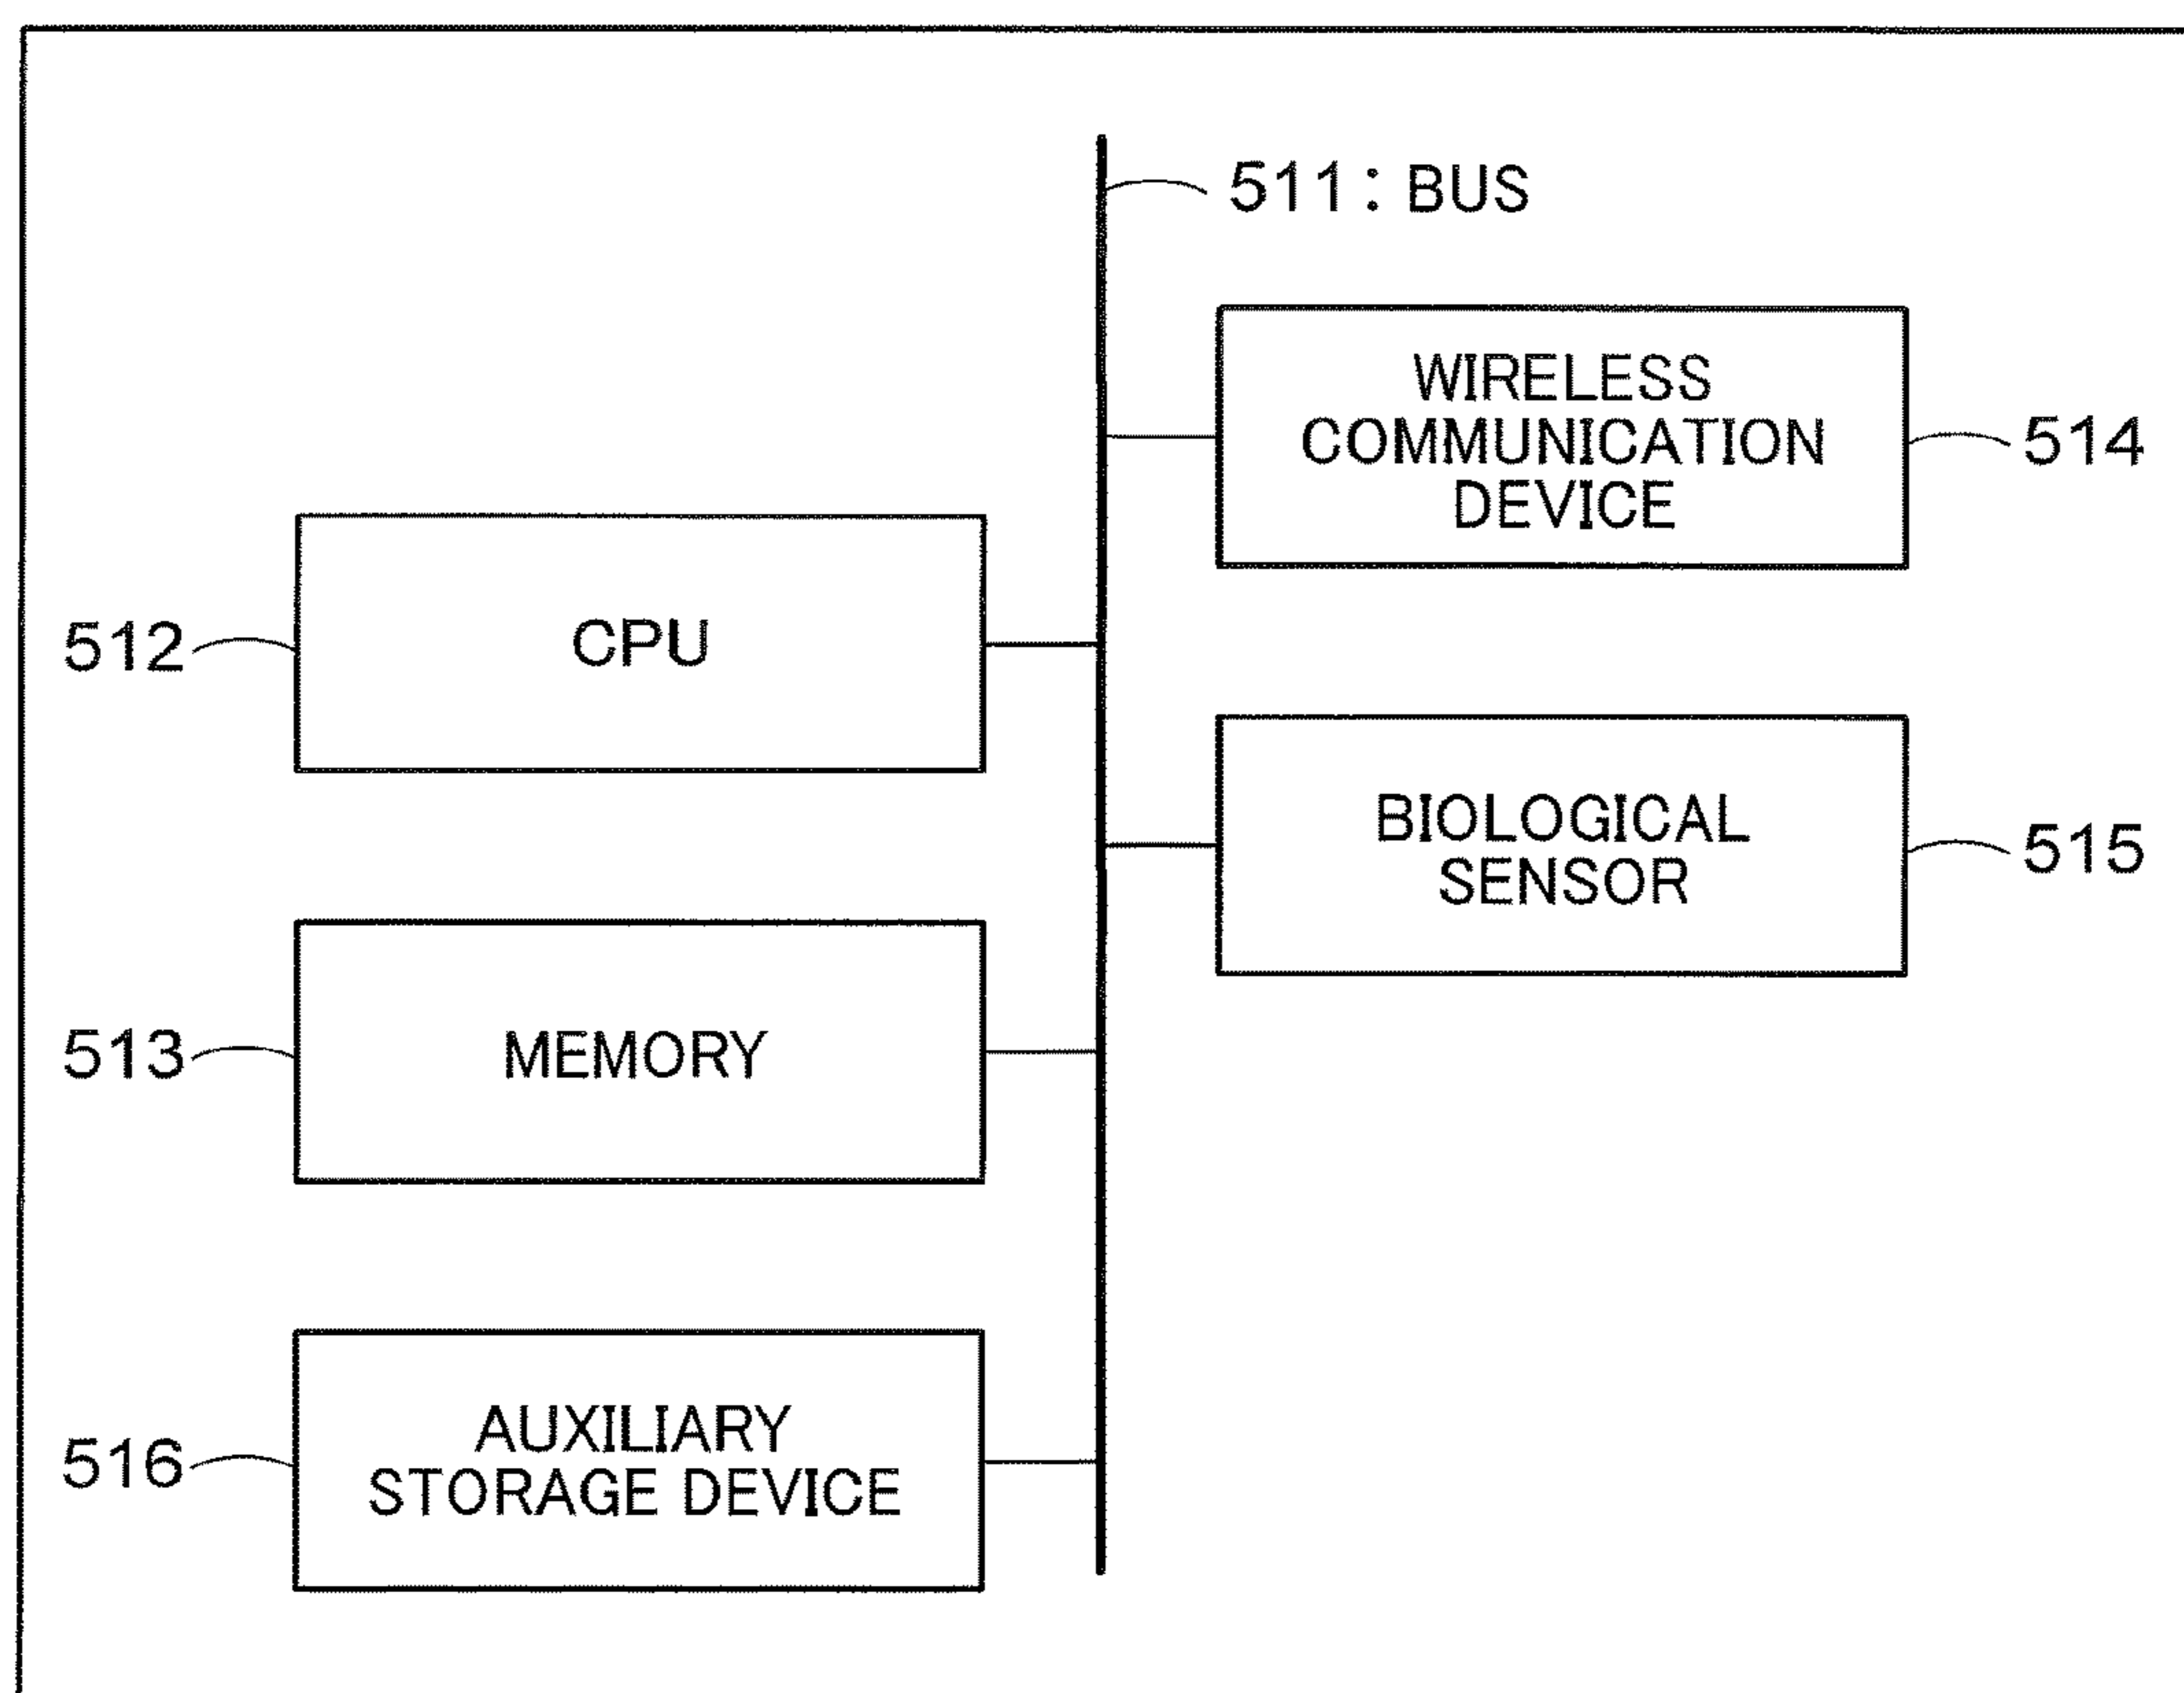 511: BUS
WIRELESS
COMMUNICATION
DEVICE
514
512
CPU
BIOLOGICAL
SENSOR
515
513
MEMORY
516
AUXILIARY
STORAGE DEVICE